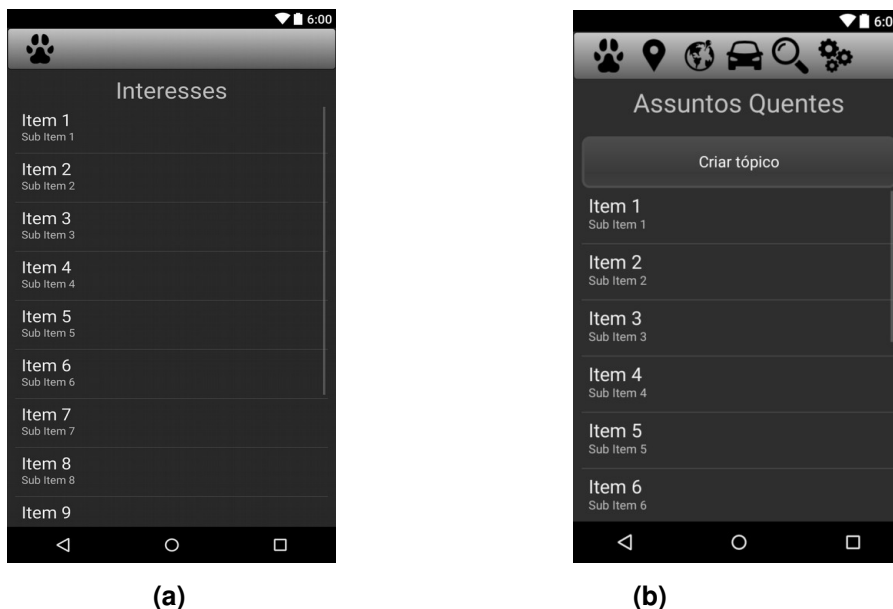 6:00
Interesses
Item 1
Sub Item 1
Item 2
Sub Item 2
Item 3
Sub Item 3
Item 4
Sub Item 4
Item 5
Sub Item 5
Item 6
Sub Item 6
Item 7
Sub Item 7
Item 8
Sub Item 8
Item 9
(a)
6:0
Assuntos Quentes
Criar tópico
Item 1
Sub Item 1
Item 2
Sub Item 2
Item 3
Sub Item 3
Item 4
Sub Item 4
Item 5
Sub Item 5
Item 6
Sub Item 6
(b)